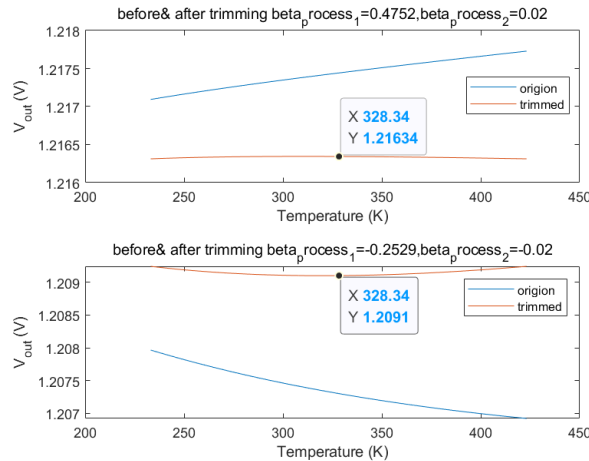 before& after trimming beta_process_1=0.4752,beta_process_2=0.02
1.218
1.2175
1.217
1.2165
1.216
V_out (V)
origion
trimmed
X 328.34
Y 1.21634
200
250
300
350
400
450
Temperature (K)
before& after trimming beta_process_1=-0.2529,beta_process_2=-0.02
1.209
1.2085
1.208
1.2075
1.207
V_out (V)
origion
trimmed
X 328.34
Y 1.2091
200
250
300
350
400
450
Temperature (K)